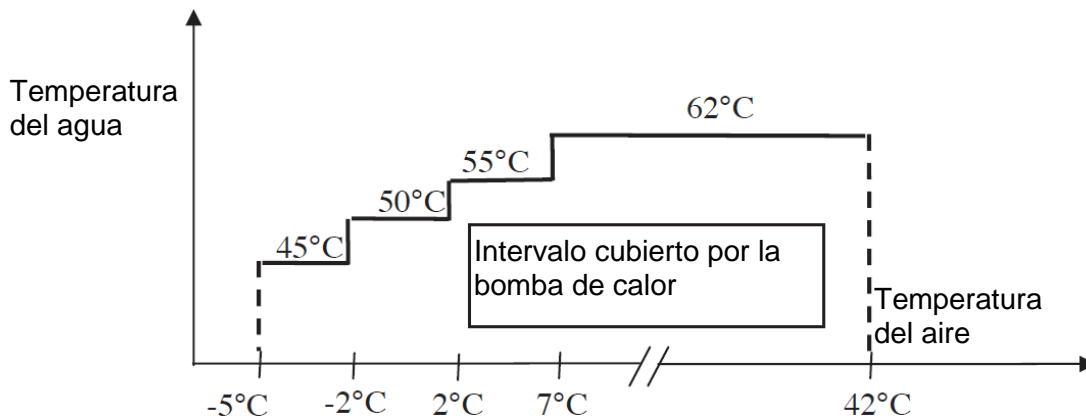 Temperatura
del agua
62°C
55°C
50°C
45°C
Intervalo cubierto por la
bomba de calor
Temperatura
del aire
-5°C -2°C 2°C 7°C 42°C